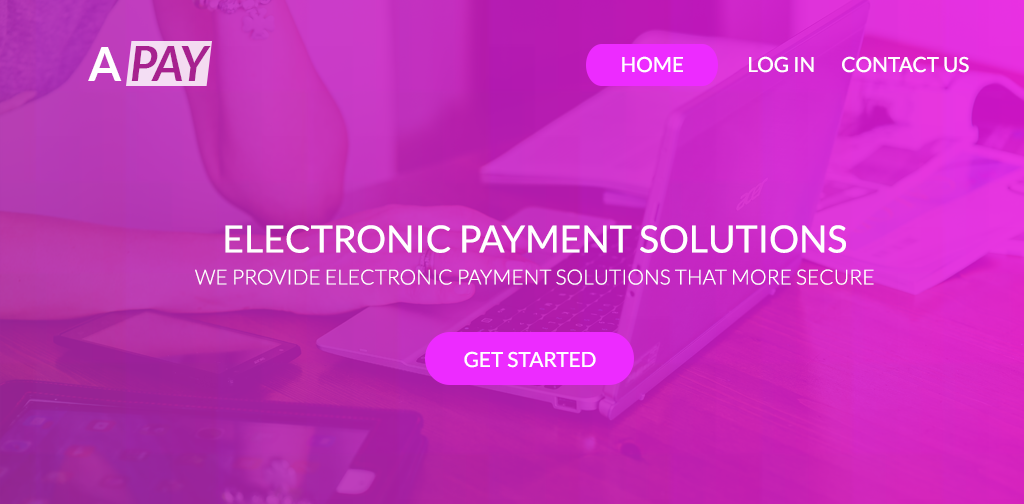 A PAY
HOME LOG IN CONTACT US
acer
ELECTRONIC PAYMENT SOLUTIONS
WE PROVIDE ELECTRONIC PAYMENT SOLUTIONS THAT MORE SECURE
GET STARTED